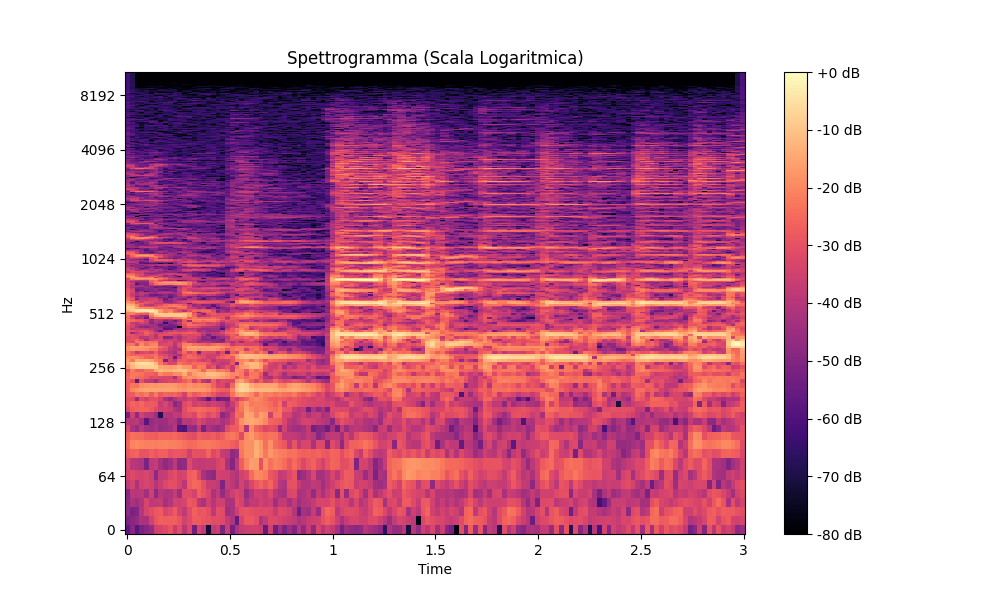 Spettrogramma (Scala Logaritmica)
Hz
8192
4096
2048
1024
512
256
128
64
0
0 0.5 1 1.5 2 2.5 3
Time
+0 dB
-10 dB
-20 dB
-30 dB
-40 dB
-50 dB
-60 dB
-70 dB
-80 dB